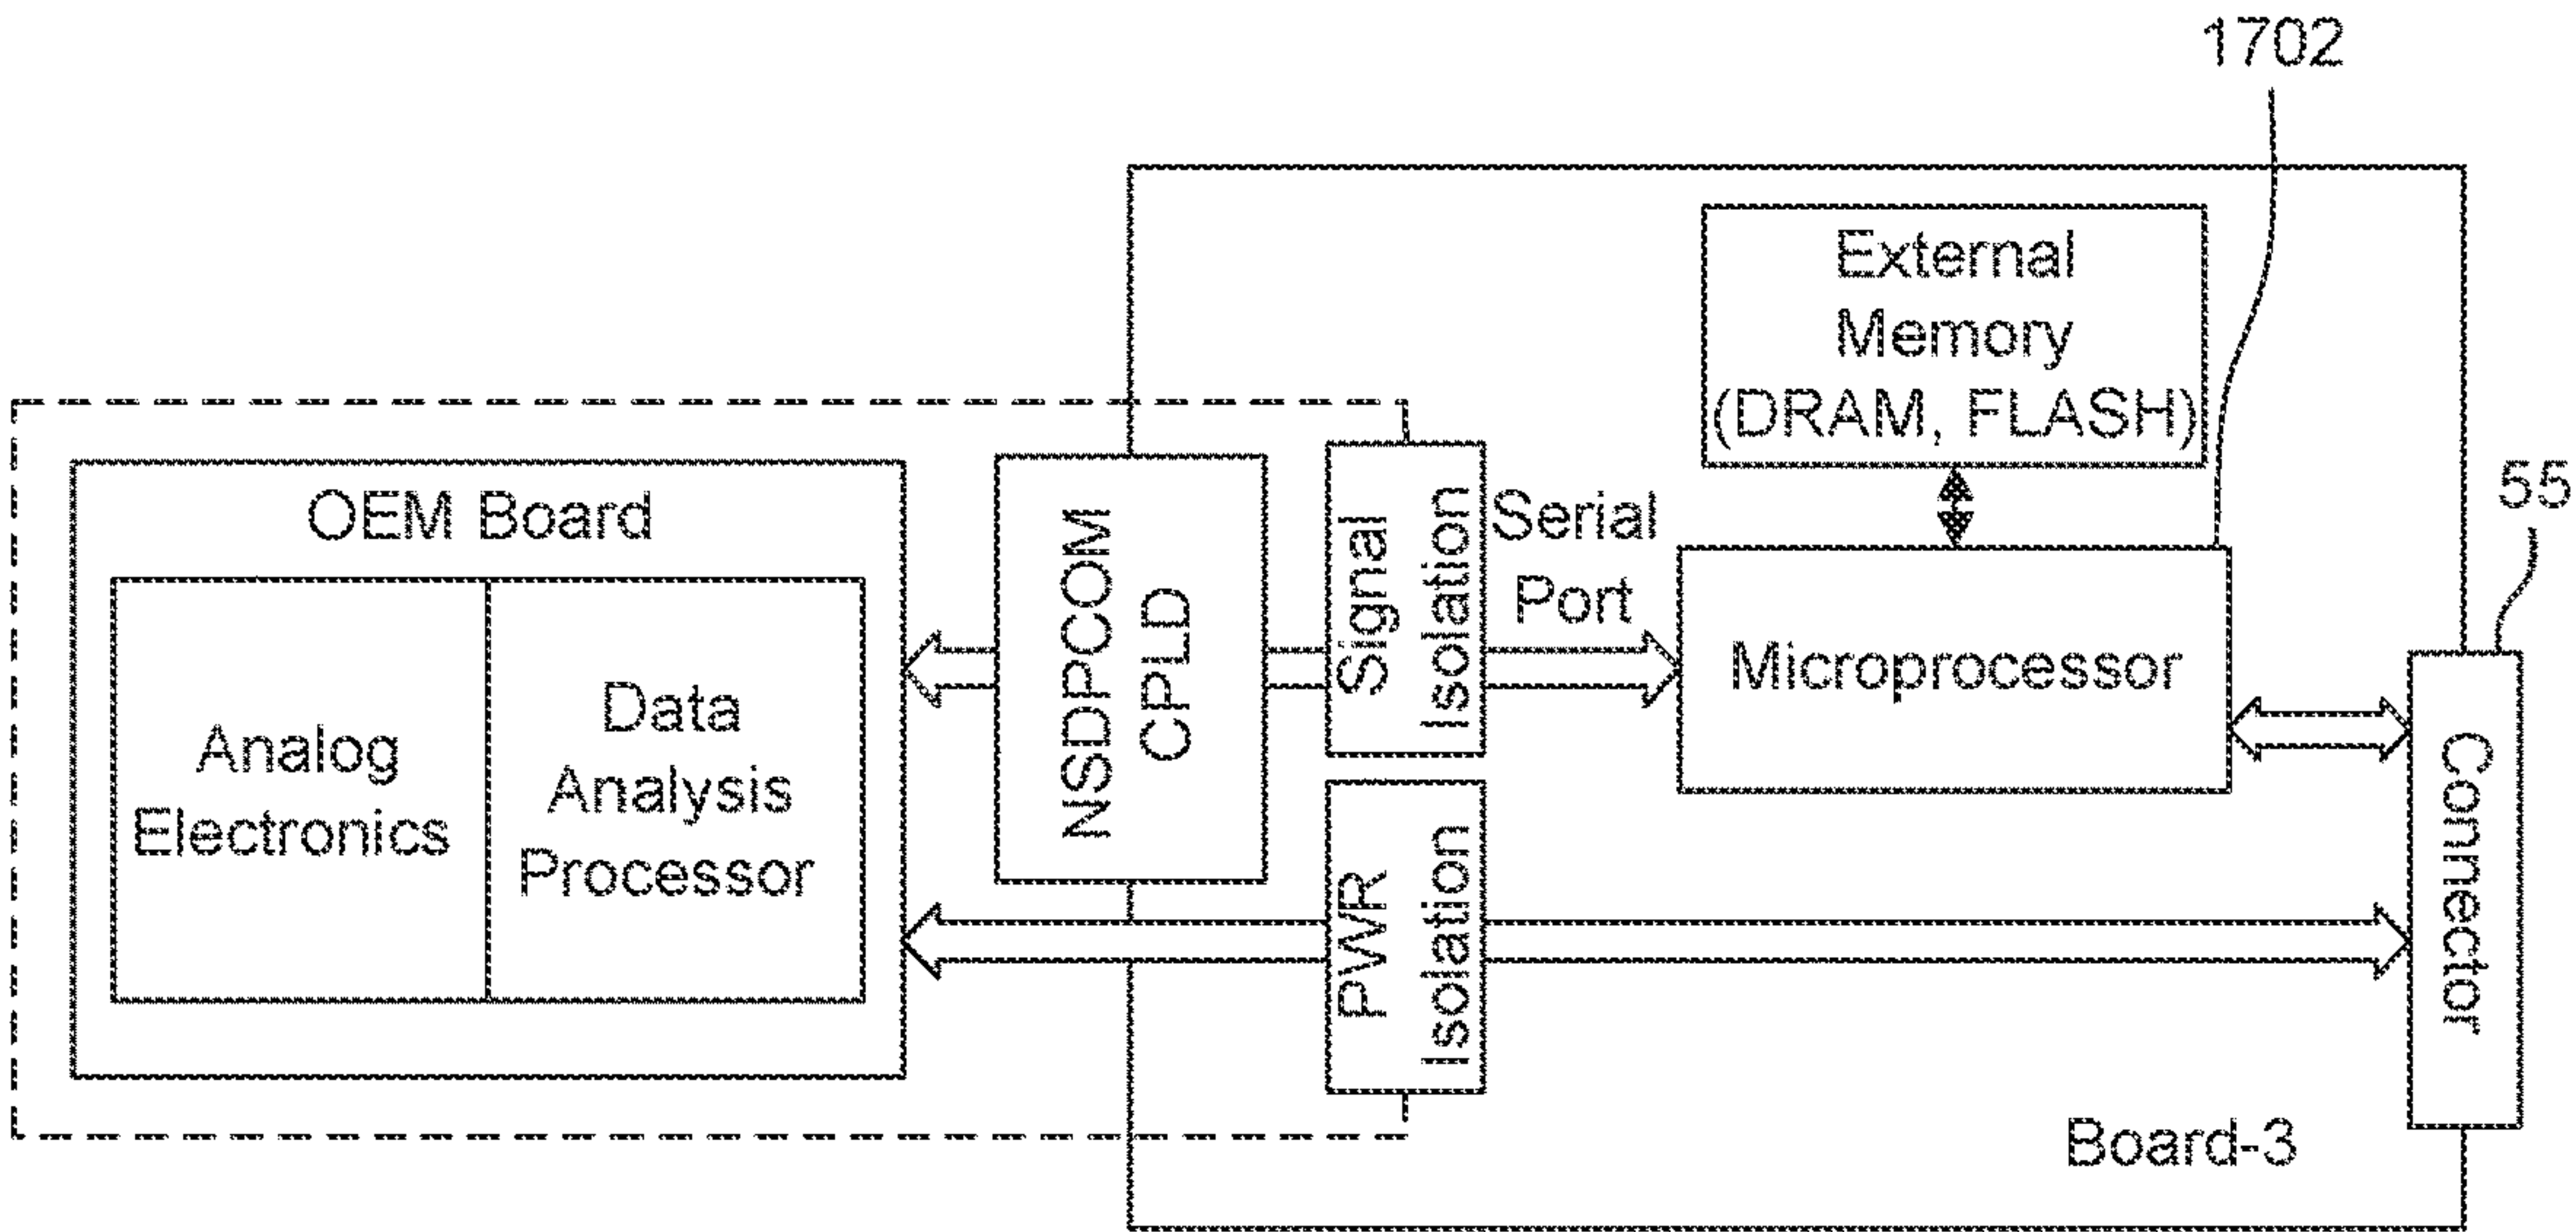 1702
External
Memory
(DRAM, FLASH)
55
OEM Board
Analog
Electronics
Data
Analysis
Processor
NSDPCOM
CPLD
Signal
Isolation
Serial
Port
Microprocessor
PWR
Isolation
Connector
Board-3